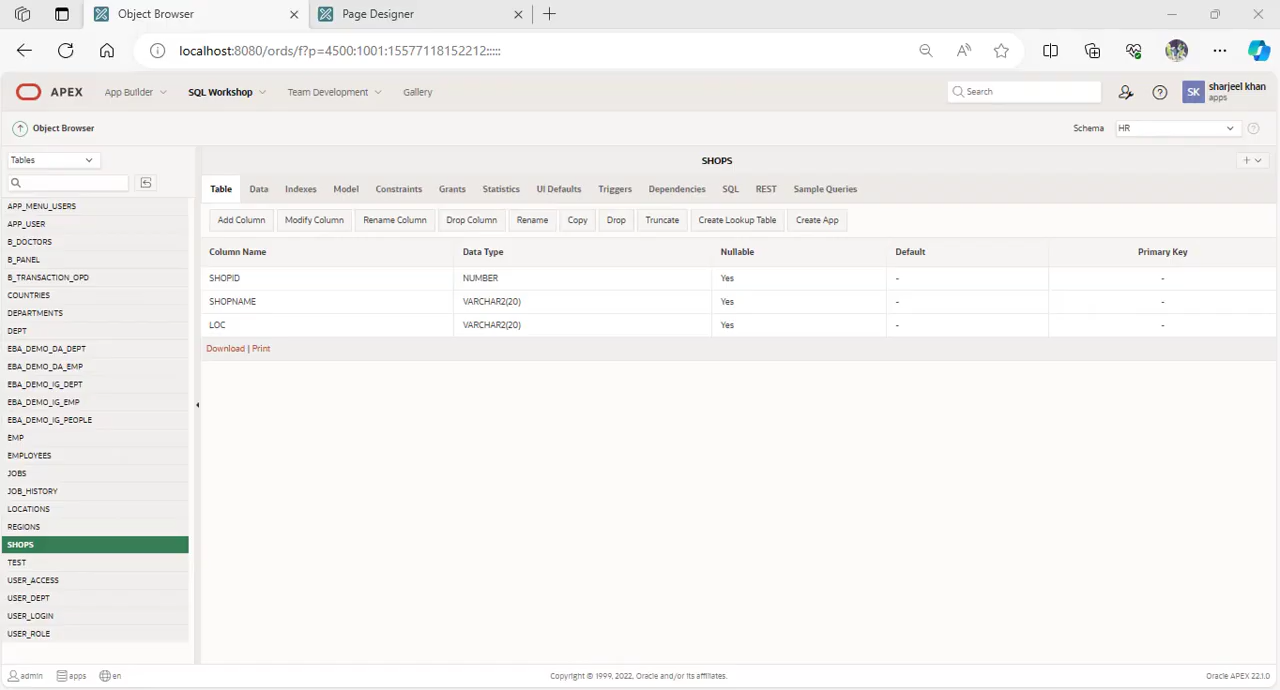 Object Browser
Page Designer
localhost:8080/ords/f?p=4500:1001:15577118152212:::::
APEX
App Builder
SQL Workshop
Team Development
Gallery
Search
SK
sharjeel khan
apps
Object Browser
Schema
HR
Tables
SHOPS
Table
Data
Indexes
Model
Constraints
Grants
Statistics
UI Defaults
Triggers
Dependencies
SQL
REST
Sample Queries
Add Column
Modify Column
Rename Column
Drop Column
Rename
Copy
Drop
Truncate
Create Lookup Table
Create App
Column Name Data Type Nullable Default Primary Key
SHOPID NUMBER Yes - -
SHOPNAME VARCHAR2(20) Yes - -
LOC VARCHAR2(20) Yes - -
Download | Print
APP_MENU_USERS
APP_USER
B_DOCTORS
B_PANEL
B_TRANSACTION_OPD
COUNTRIES
DEPARTMENTS
DEPT
EBA_DEMO_DA_DEPT
EBA_DEMO_DA_EMP
EBA_DEMO_IG_DEPT
EBA_DEMO_IG_EMP
EBA_DEMO_IG_PEOPLE
EMP
EMPLOYEES
JOBS
JOB_HISTORY
LOCATIONS
REGIONS
SHOPS
TEST
USER_ACCESS
USER_DEPT
USER_LOGIN
USER_ROLE
admin
apps
en
Copyright © 1999, 2022, Oracle and/or its affiliates.
Oracle APEX 22.1.0